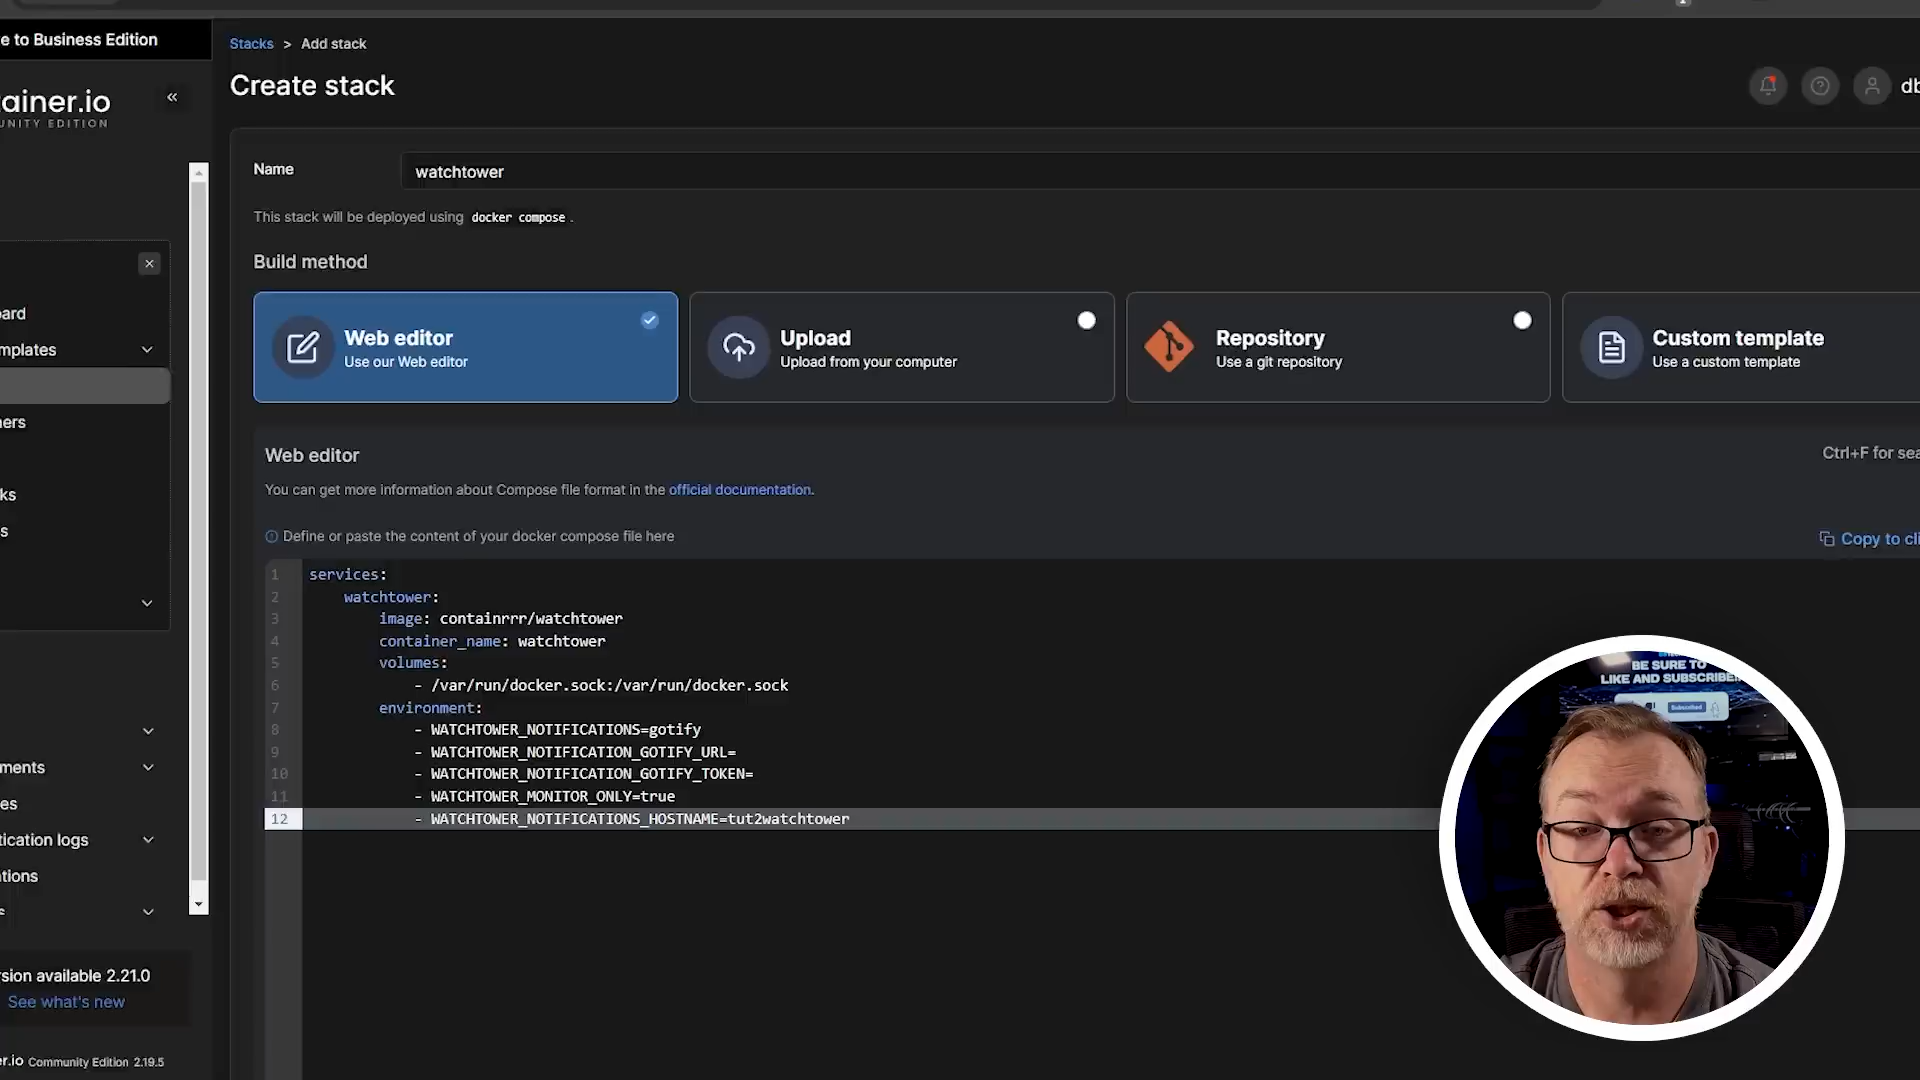 e to Business Edition
Stacks > Add stack
Create stack
ainer.io
UNITY EDITION
db
Name
watchtower
This stack will be deployed using docker compose .
Build method
Web editor
Use our Web editor
Upload
Upload from your computer
Repository
Use a git repository
Custom template
Use a custom template
ard
mplates
ers
ks
s
Web editor
Ctrl+F for sea
You can get more information about Compose file format in the official documentation.
Define or paste the content of your docker compose file here
Copy to cli
1 services:
2 watchtower:
3 image: containrrr/watchtower
4 container_name: watchtower
5 volumes:
6 - /var/run/docker.sock:/var/run/docker.sock
7 environment:
8 - WATCHTOWER_NOTIFICATIONS=gotify
9 - WATCHTOWER_NOTIFICATION_GOTIFY_URL=
10 - WATCHTOWER_NOTIFICATION_GOTIFY_TOKEN=
11 - WATCHTOWER_MONITOR_ONLY=true
12 - WATCHTOWER_NOTIFICATIONS_HOSTNAME=tut2watchtower
ments
es
tication logs
ations
s
rsion available 2.21.0
See what's new
er.io Community Edition 2.19.5
BE SURE TO
LIKE AND SUBSCRIBE!
Subscribed